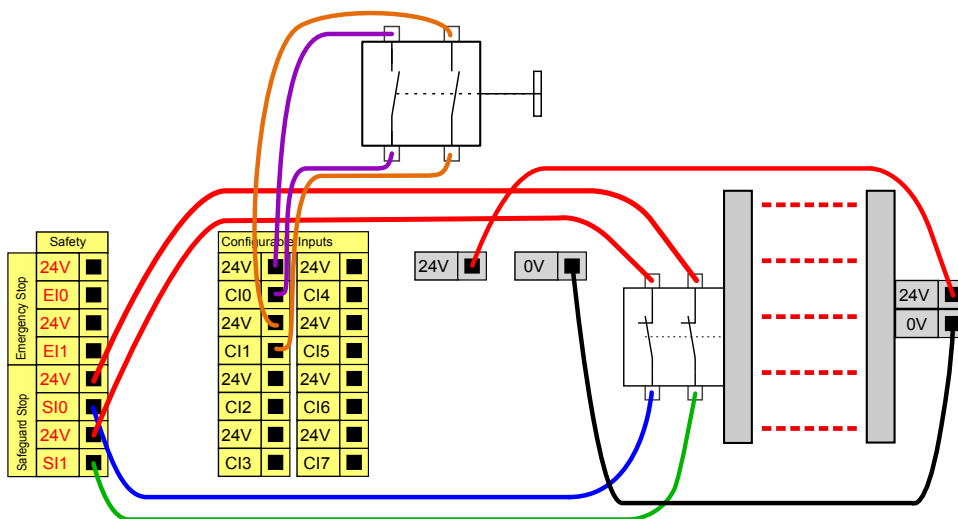 Safety
Emergency Stop
24V
EI0
24V
EI1
Safeguard Stop
24V
SI0
24V
SI1
Configurable Inputs
24V 24V
CI0 CI4
24V 24V
CI1 CI5
24V 24V
CI2 CI6
24V 24V
CI3 CI7
24V
0V
24V
0V